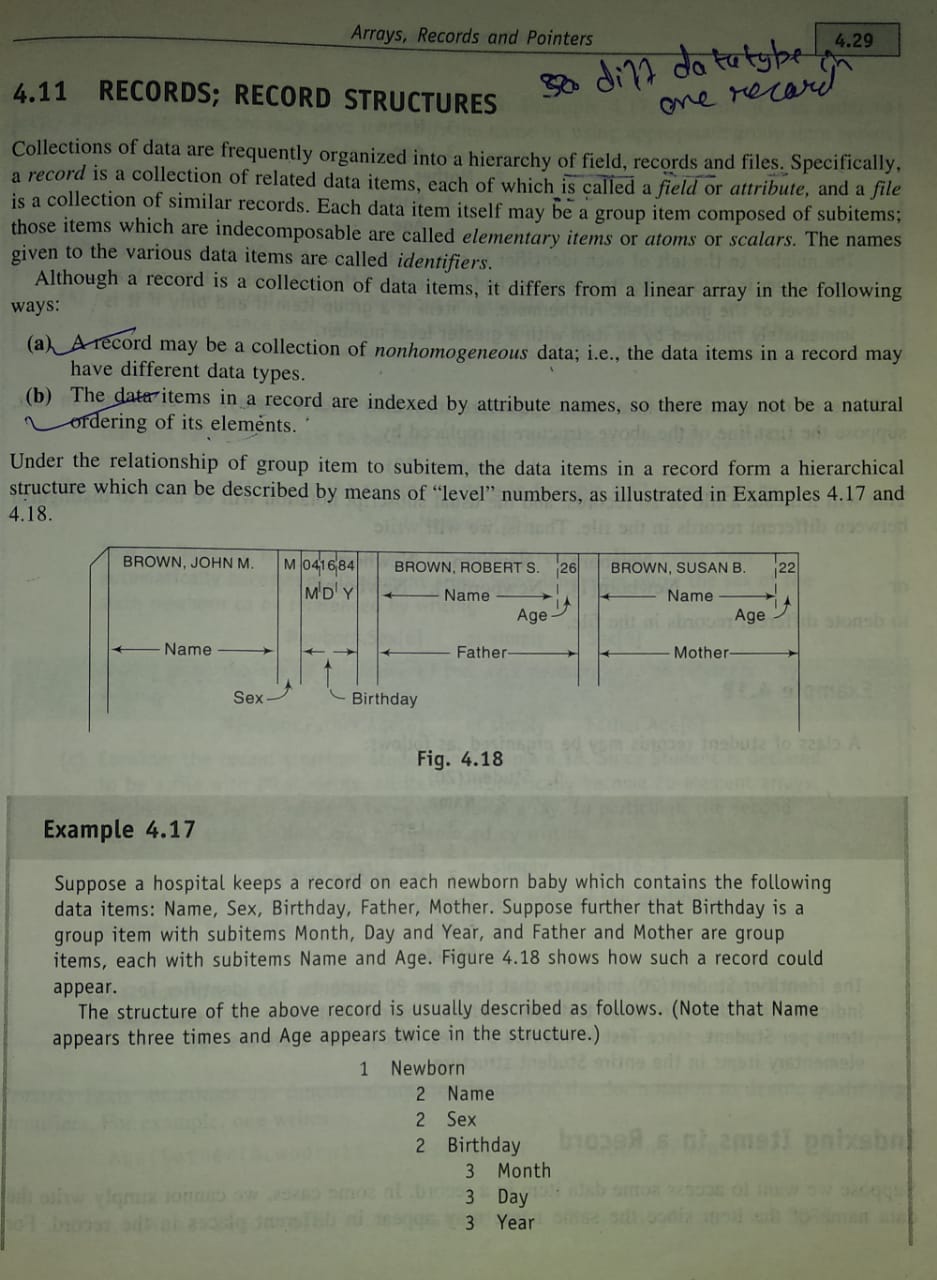 Arrays, Records and Pointers
4.29
so diff datatype in
one record
4.11 RECORDS; RECORD STRUCTURES
Collections of data are frequently organized into a hierarchy of field, records and files. Specifically,
a record is a collection of related data items, each of which is called a field or attribute, and a file
is a collection of similar records. Each data item itself may be a group item composed of subitems;
those items which are indecomposable are called elementary items or atoms or scalars. The names
given to the various data items are called identifiers.
Although a record is a collection of data items, it differs from a linear array in the following
ways:
(a) A record may be a collection of nonhomogeneous data; i.e., the data items in a record may
have different data types.
(b) The data items in a record are indexed by attribute names, so there may not be a natural
ordering of its elements.
Under the relationship of group item to subitem, the data items in a record form a hierarchical
structure which can be described by means of “level” numbers, as illustrated in Examples 4.17 and
4.18.
BROWN, JOHN M. M 04 16 84 BROWN, ROBERT S. 26 BROWN, SUSAN B. 22
M D Y Name Name
Age Age
Name Father Mother
Sex Birthday
Fig. 4.18
Example 4.17
Suppose a hospital keeps a record on each newborn baby which contains the following
data items: Name, Sex, Birthday, Father, Mother. Suppose further that Birthday is a
group item with subitems Month, Day and Year, and Father and Mother are group
items, each with subitems Name and Age. Figure 4.18 shows how such a record could
appear.
The structure of the above record is usually described as follows. (Note that Name
appears three times and Age appears twice in the structure.)
1 Newborn
2 Name
2 Sex
2 Birthday
3 Month
3 Day
3 Year